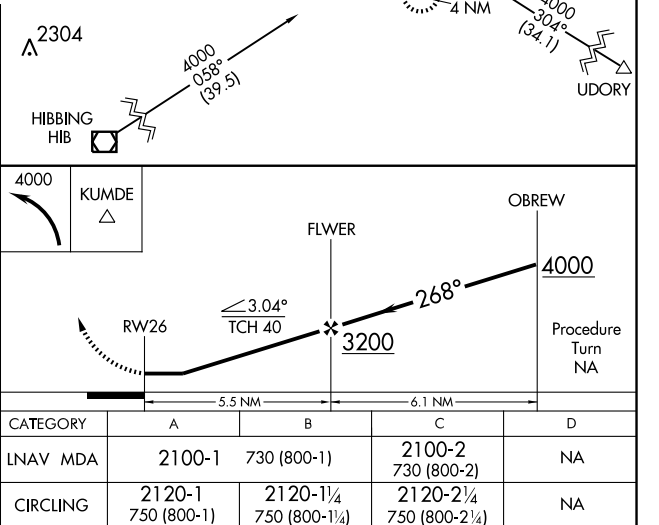 2304
4000
058°
(39.5)
HIBBING
HIB
4 NM
4000
304°
(34.1)
UDORY
4000
KUMDE
FLWER
OBREW
RW26
3.04°
TCH 40
268°
4000
3200
Procedure
Turn
NA
5.5 NM
6.1 NM
CATEGORY A B C D
LNAV MDA 2100-1 730 (800-1) 2100-2 730 (800-2) NA
CIRCLING 2120-1 750 (800-1) 2120-1¼ 750 (800-1¼) 2120-2¼ 750 (800-2¼) NA